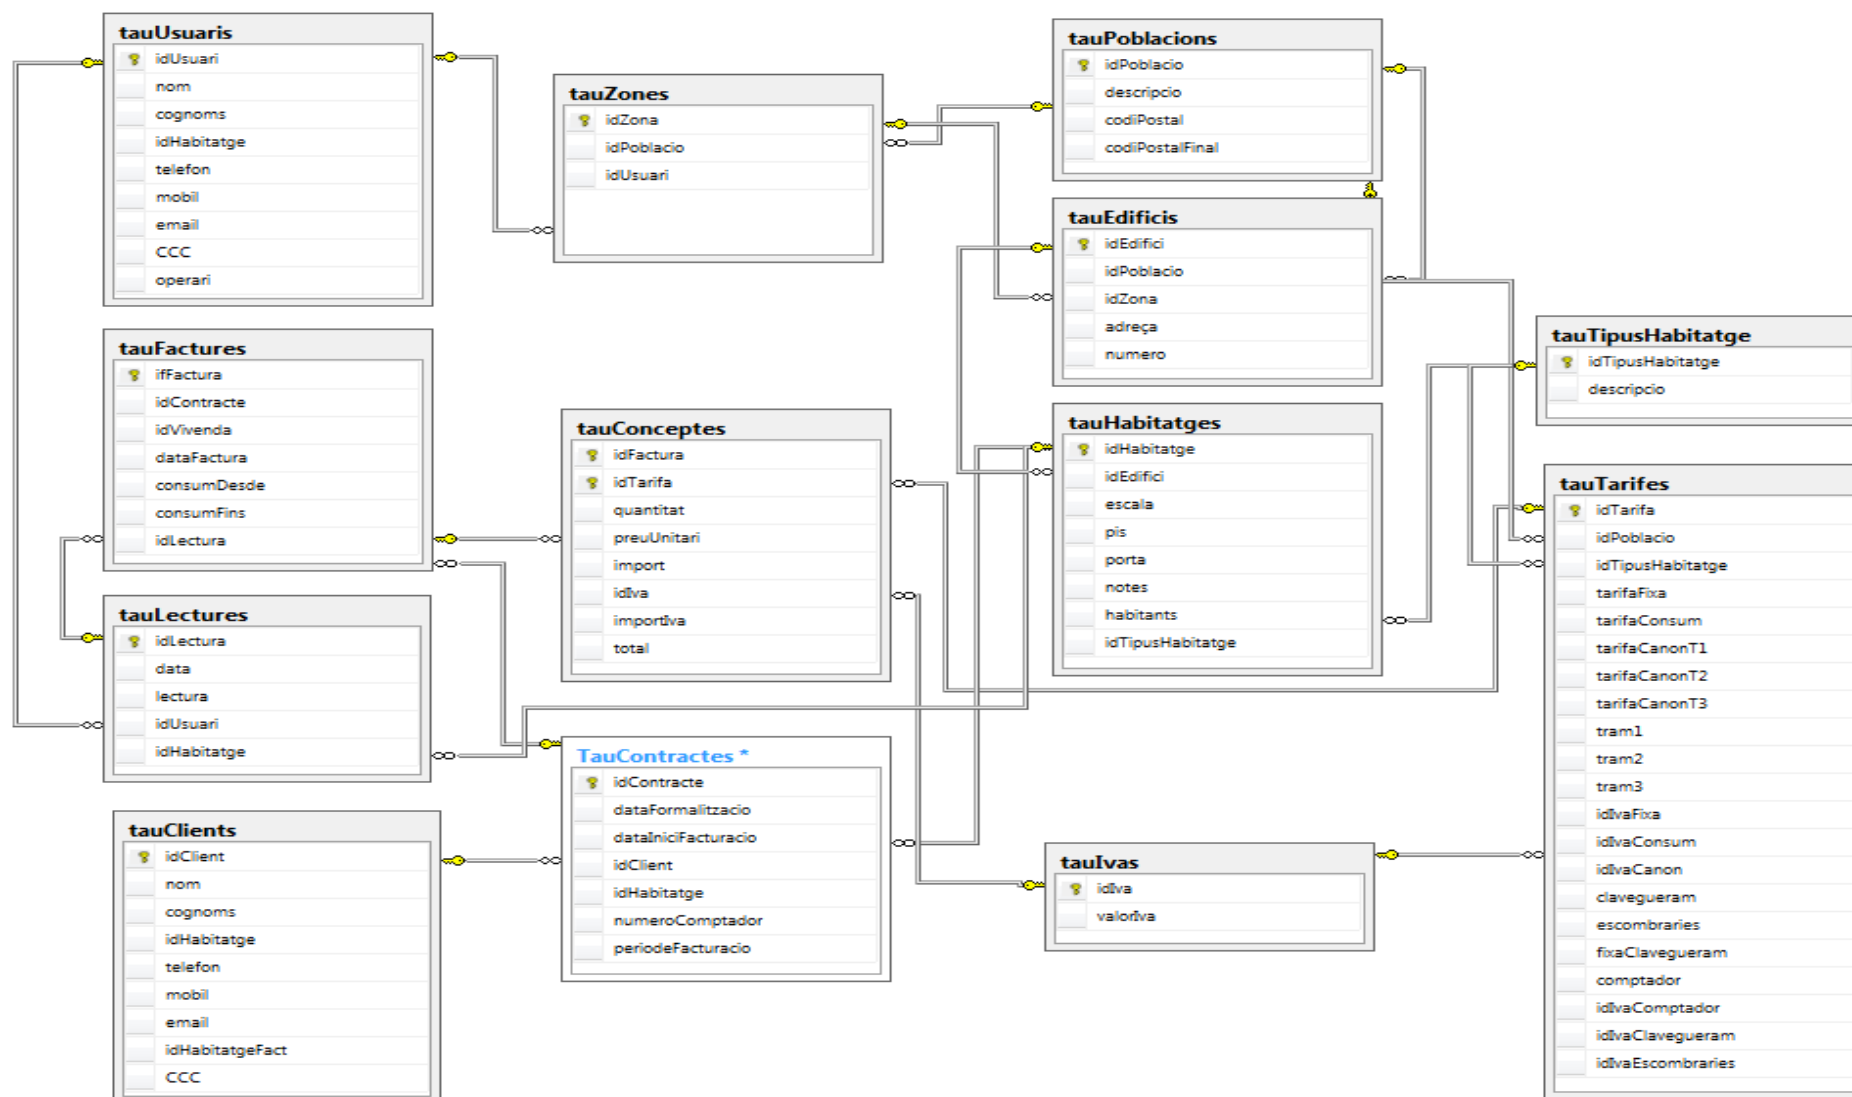 tauUsuaris
idUsuari
nom
cognoms
idHabitatge
telefon
mobil
email
CCC
operari
tauZones
idZona
idPoblacio
idUsuari
tauPoblacions
idPoblacio
descripcio
codiPostal
codiPostalFinal
tauEdificis
idEdifici
idPoblacio
idZona
adreça
numero
tauTipusHabitatge
idTipusHabitatge
descripcio
tauFactures
ifFactura
idContracte
idVivenda
dataFactura
consumDesde
consumFins
idLectura
tauConceptes
idFactura
idTarifa
quantitat
preuUnitari
import
idIva
importIva
total
tauHabitatges
idHabitatge
idEdifici
escala
pis
porta
notes
habitants
idTipusHabitatge
tauTarifes
idTarifa
idPoblacio
idTipusHabitatge
tarifaFixa
tarifaConsum
tarifaCanonT1
tarifaCanonT2
tarifaCanonT3
tram1
tram2
tram3
idIvaFixa
idIvaConsum
idIvaCanon
clavegueram
escombraries
fixaClavegueram
comptador
idIvaComptador
idIvaClavegueram
idIvaEscombraries
tauLectures
idLectura
data
lectura
idUsuari
idHabitatge
TauContractes *
idContracte
dataFormalitzacio
dataIniciFacturacio
idClient
idHabitatge
numeroComptador
periodeFacturacio
tauClients
idClient
nom
cognoms
idHabitatge
telefon
mobil
email
idHabitatgeFact
CCC
tauIvas
idIva
valorIva